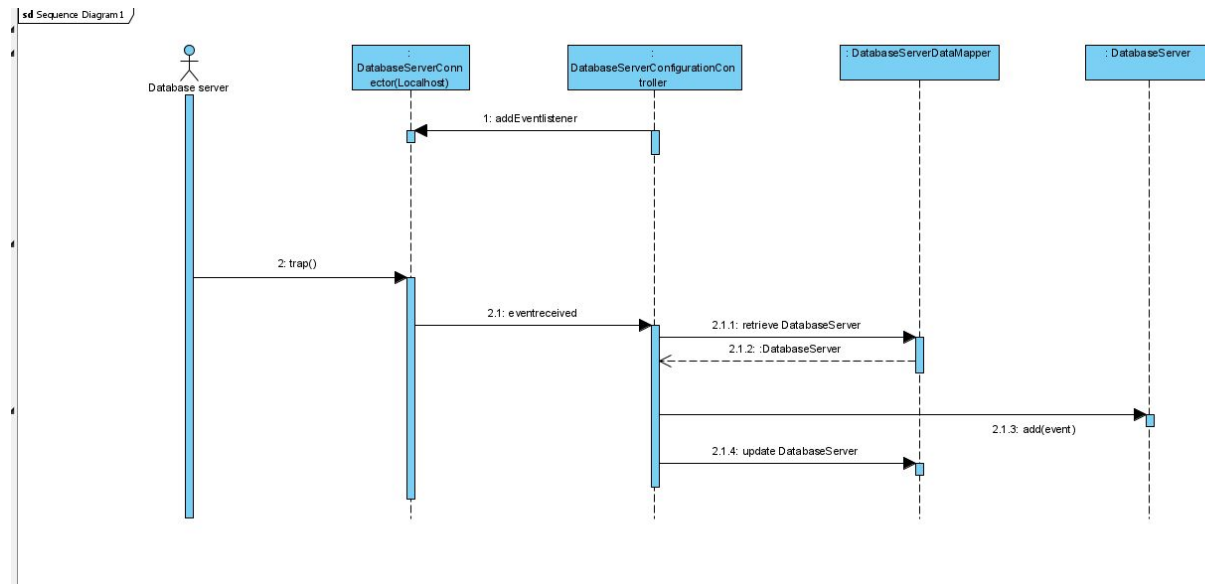 sd Sequence Diagram1
Database server
:
DatabaseServerConn
ector(Localhost)
:
DatabaseServerConfigurationCon
troller
: DatabaseServerDataMapper
: DatabaseServer
1: addEventlistener
2: trap()
2.1: eventreceived
2.1.1: retrieve DatabaseServer
2.1.2: :DatabaseServer
2.1.3: add(event)
2.1.4: update DatabaseServer